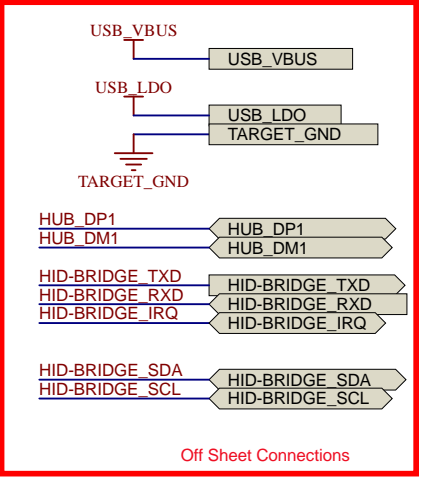 USB_VBUS
USB_VBUS
USB_LDO
USB_LDO
TARGET_GND
TARGET_GND
HUB_DP1 HUB_DP1
HUB_DM1 HUB_DM1
HID-BRIDGE_TXD HID-BRIDGE_TXD
HID-BRIDGE_RXD HID-BRIDGE_RXD
HID-BRIDGE_IRQ HID-BRIDGE_IRQ
HID-BRIDGE_SDA HID-BRIDGE_SDA
HID-BRIDGE_SCL HID-BRIDGE_SCL
Off Sheet Connections